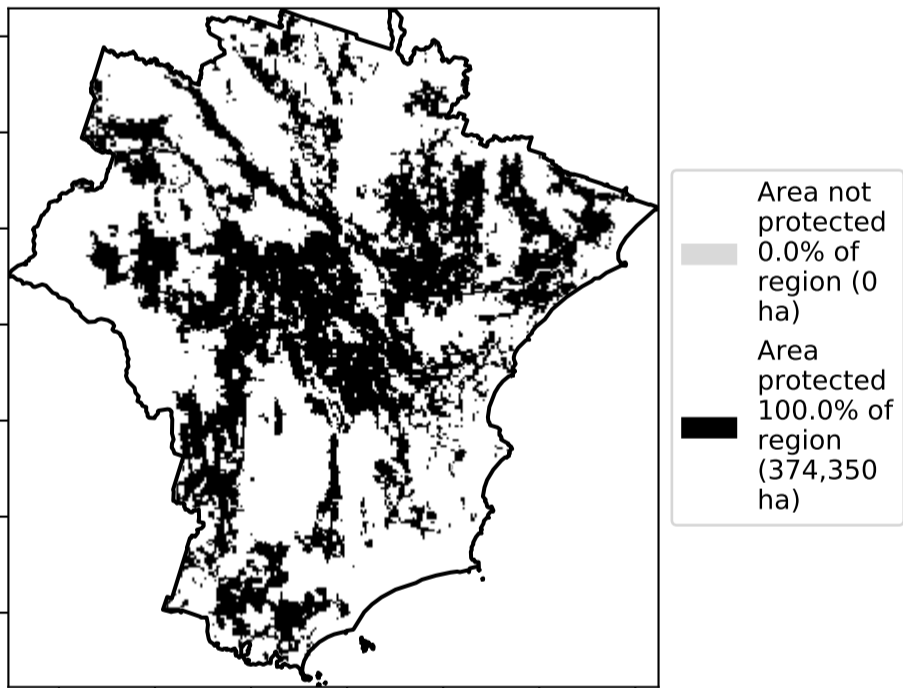 Area not
protected
0.0% of
region (0
ha)
Area
protected
100.0% of
region
(374,350
ha)